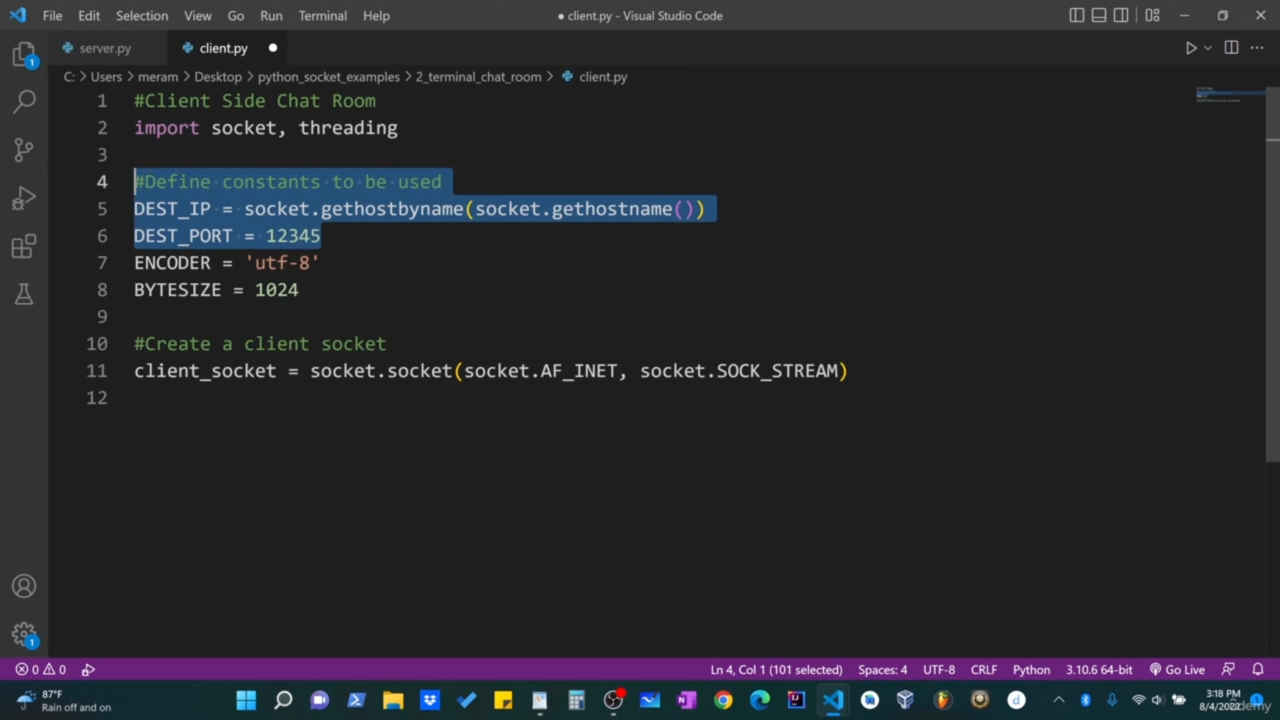 File Edit Selection View Go Run Terminal Help
● client.py - Visual Studio Code
server.py
client.py ●
C: > Users > meram > Desktop > python_socket_examples > 2_terminal_chat_room > client.py
1 #Client Side Chat Room
2 import socket, threading
3
4 #Define constants to be used
5 DEST_IP = socket.gethostbyname(socket.gethostname())
6 DEST_PORT = 12345
7 ENCODER = 'utf-8'
8 BYTESIZE = 1024
9
10 #Create a client socket
11 client_socket = socket.socket(socket.AF_INET, socket.SOCK_STREAM)
12
1
1
0 0
Ln 4, Col 1 (101 selected) Spaces: 4 UTF-8 CRLF Python 3.10.6 64-bit Go Live
87°F
Rain off and on
3:18 PM
8/4/2022